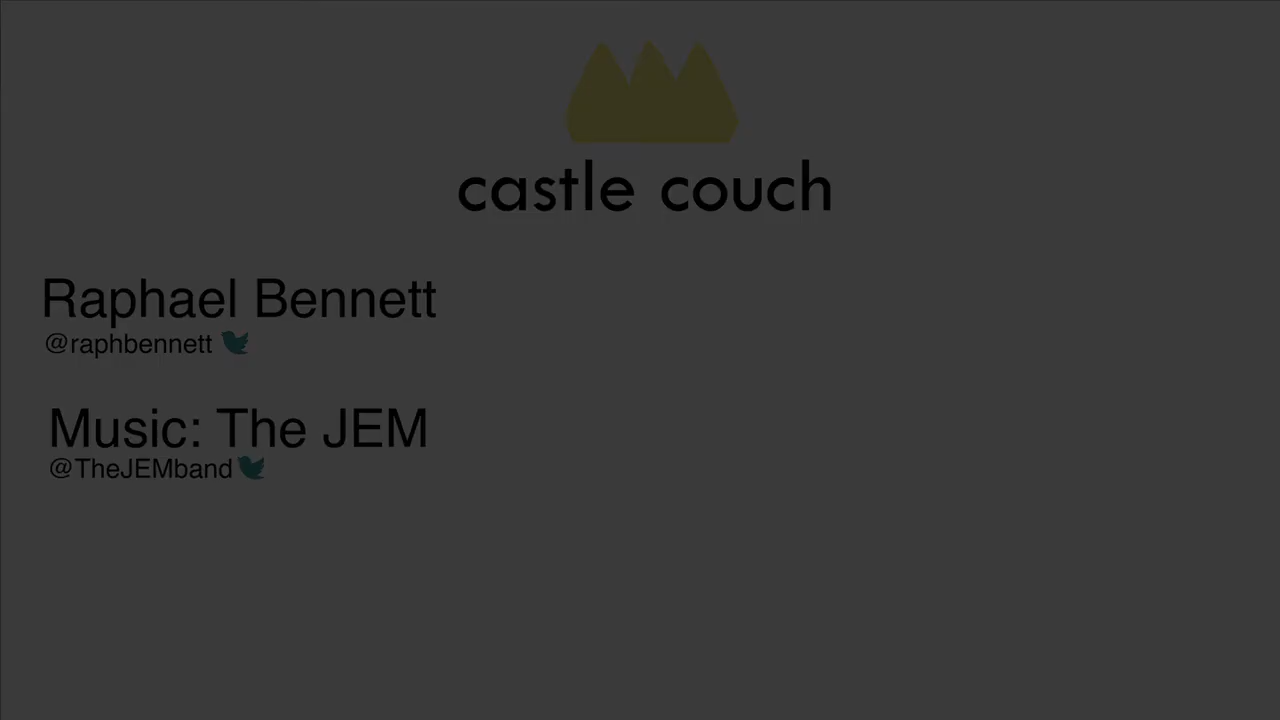 castle couch
Raphael Bennett
@raphbennett
Music: The JEM
@TheJEMband